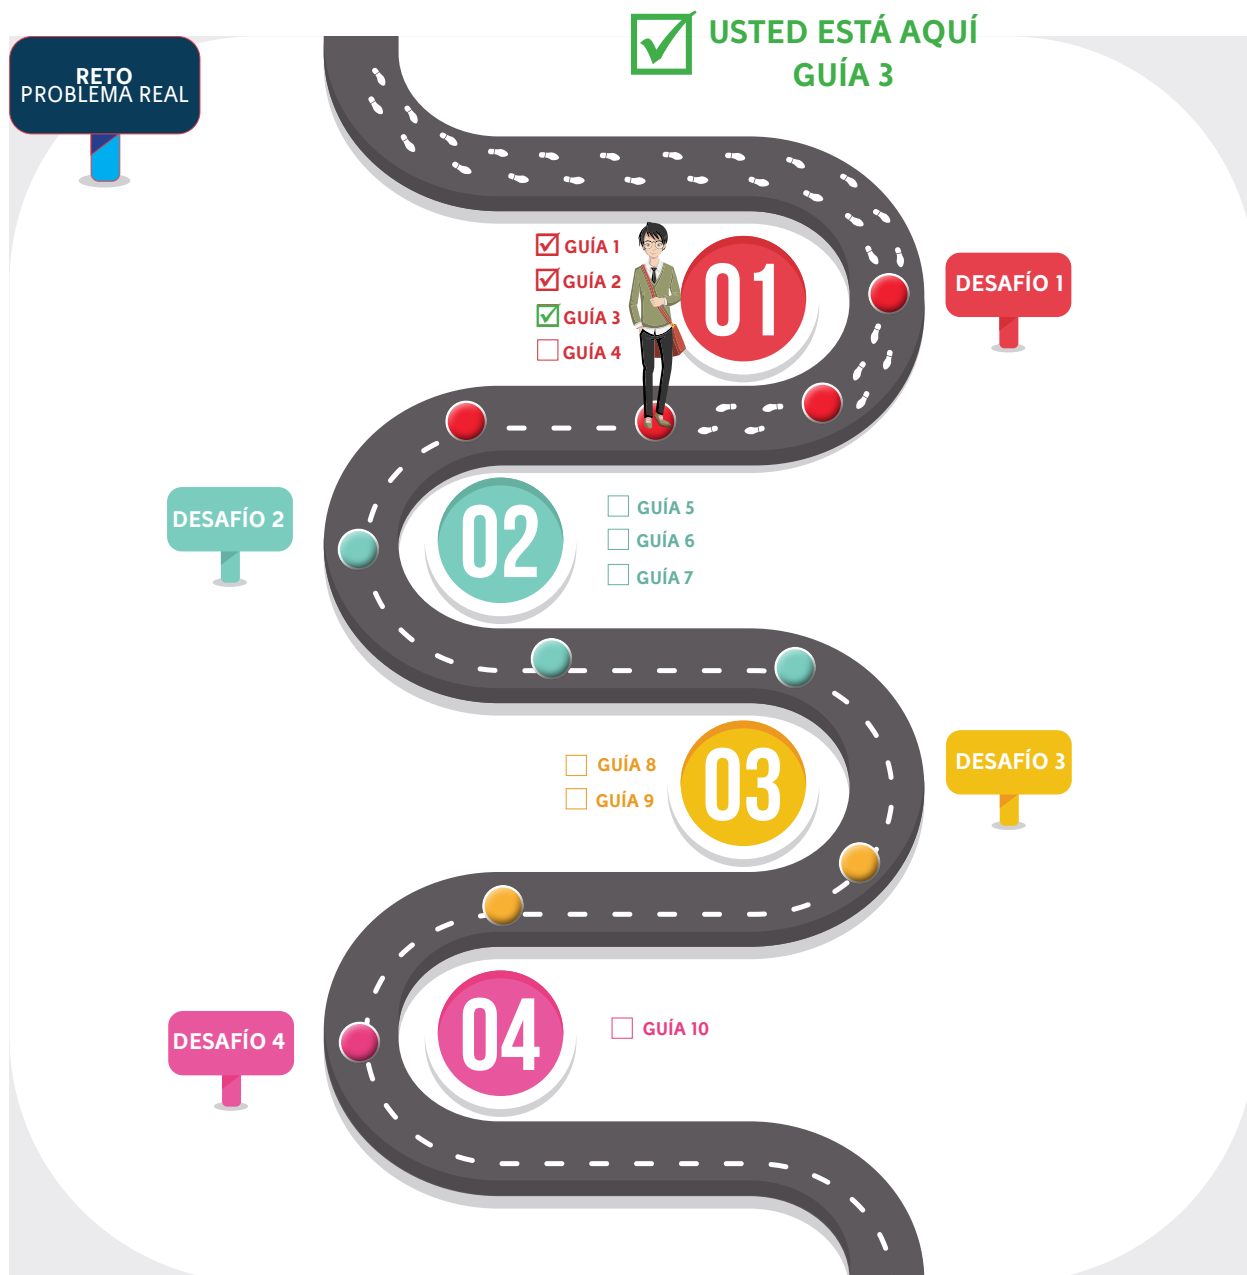 USTED ESTÁ AQUÍ
GUÍA 3
RETO
PROBLEMA REAL
GUÍA 1
GUÍA 2
GUÍA 3
GUÍA 4
01
DESAFÍO 1
DESAFÍO 2
02
GUÍA 5
GUÍA 6
GUÍA 7
GUÍA 8
GUÍA 9
03
DESAFÍO 3
DESAFÍO 4
04
GUÍA 10